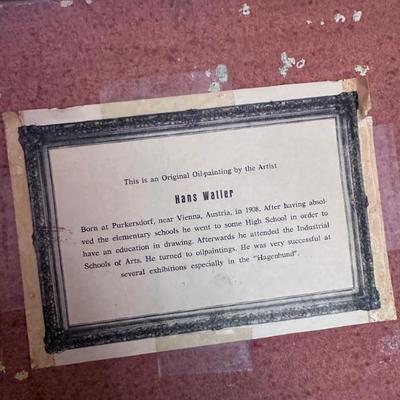 This is an Original Oil-painting by the Artist
Hans Waller
Born at Purkersdorf, near Vienna, Austria, in 1908. After having absol-
ved the elementary schools he went to some High School in order to
have an education in drawing. Afterwards he attended the Industrial
Schools of Arts. He turned to oilpaintings. He was very successful at
several exhibitions especially in the "Hagenbund".